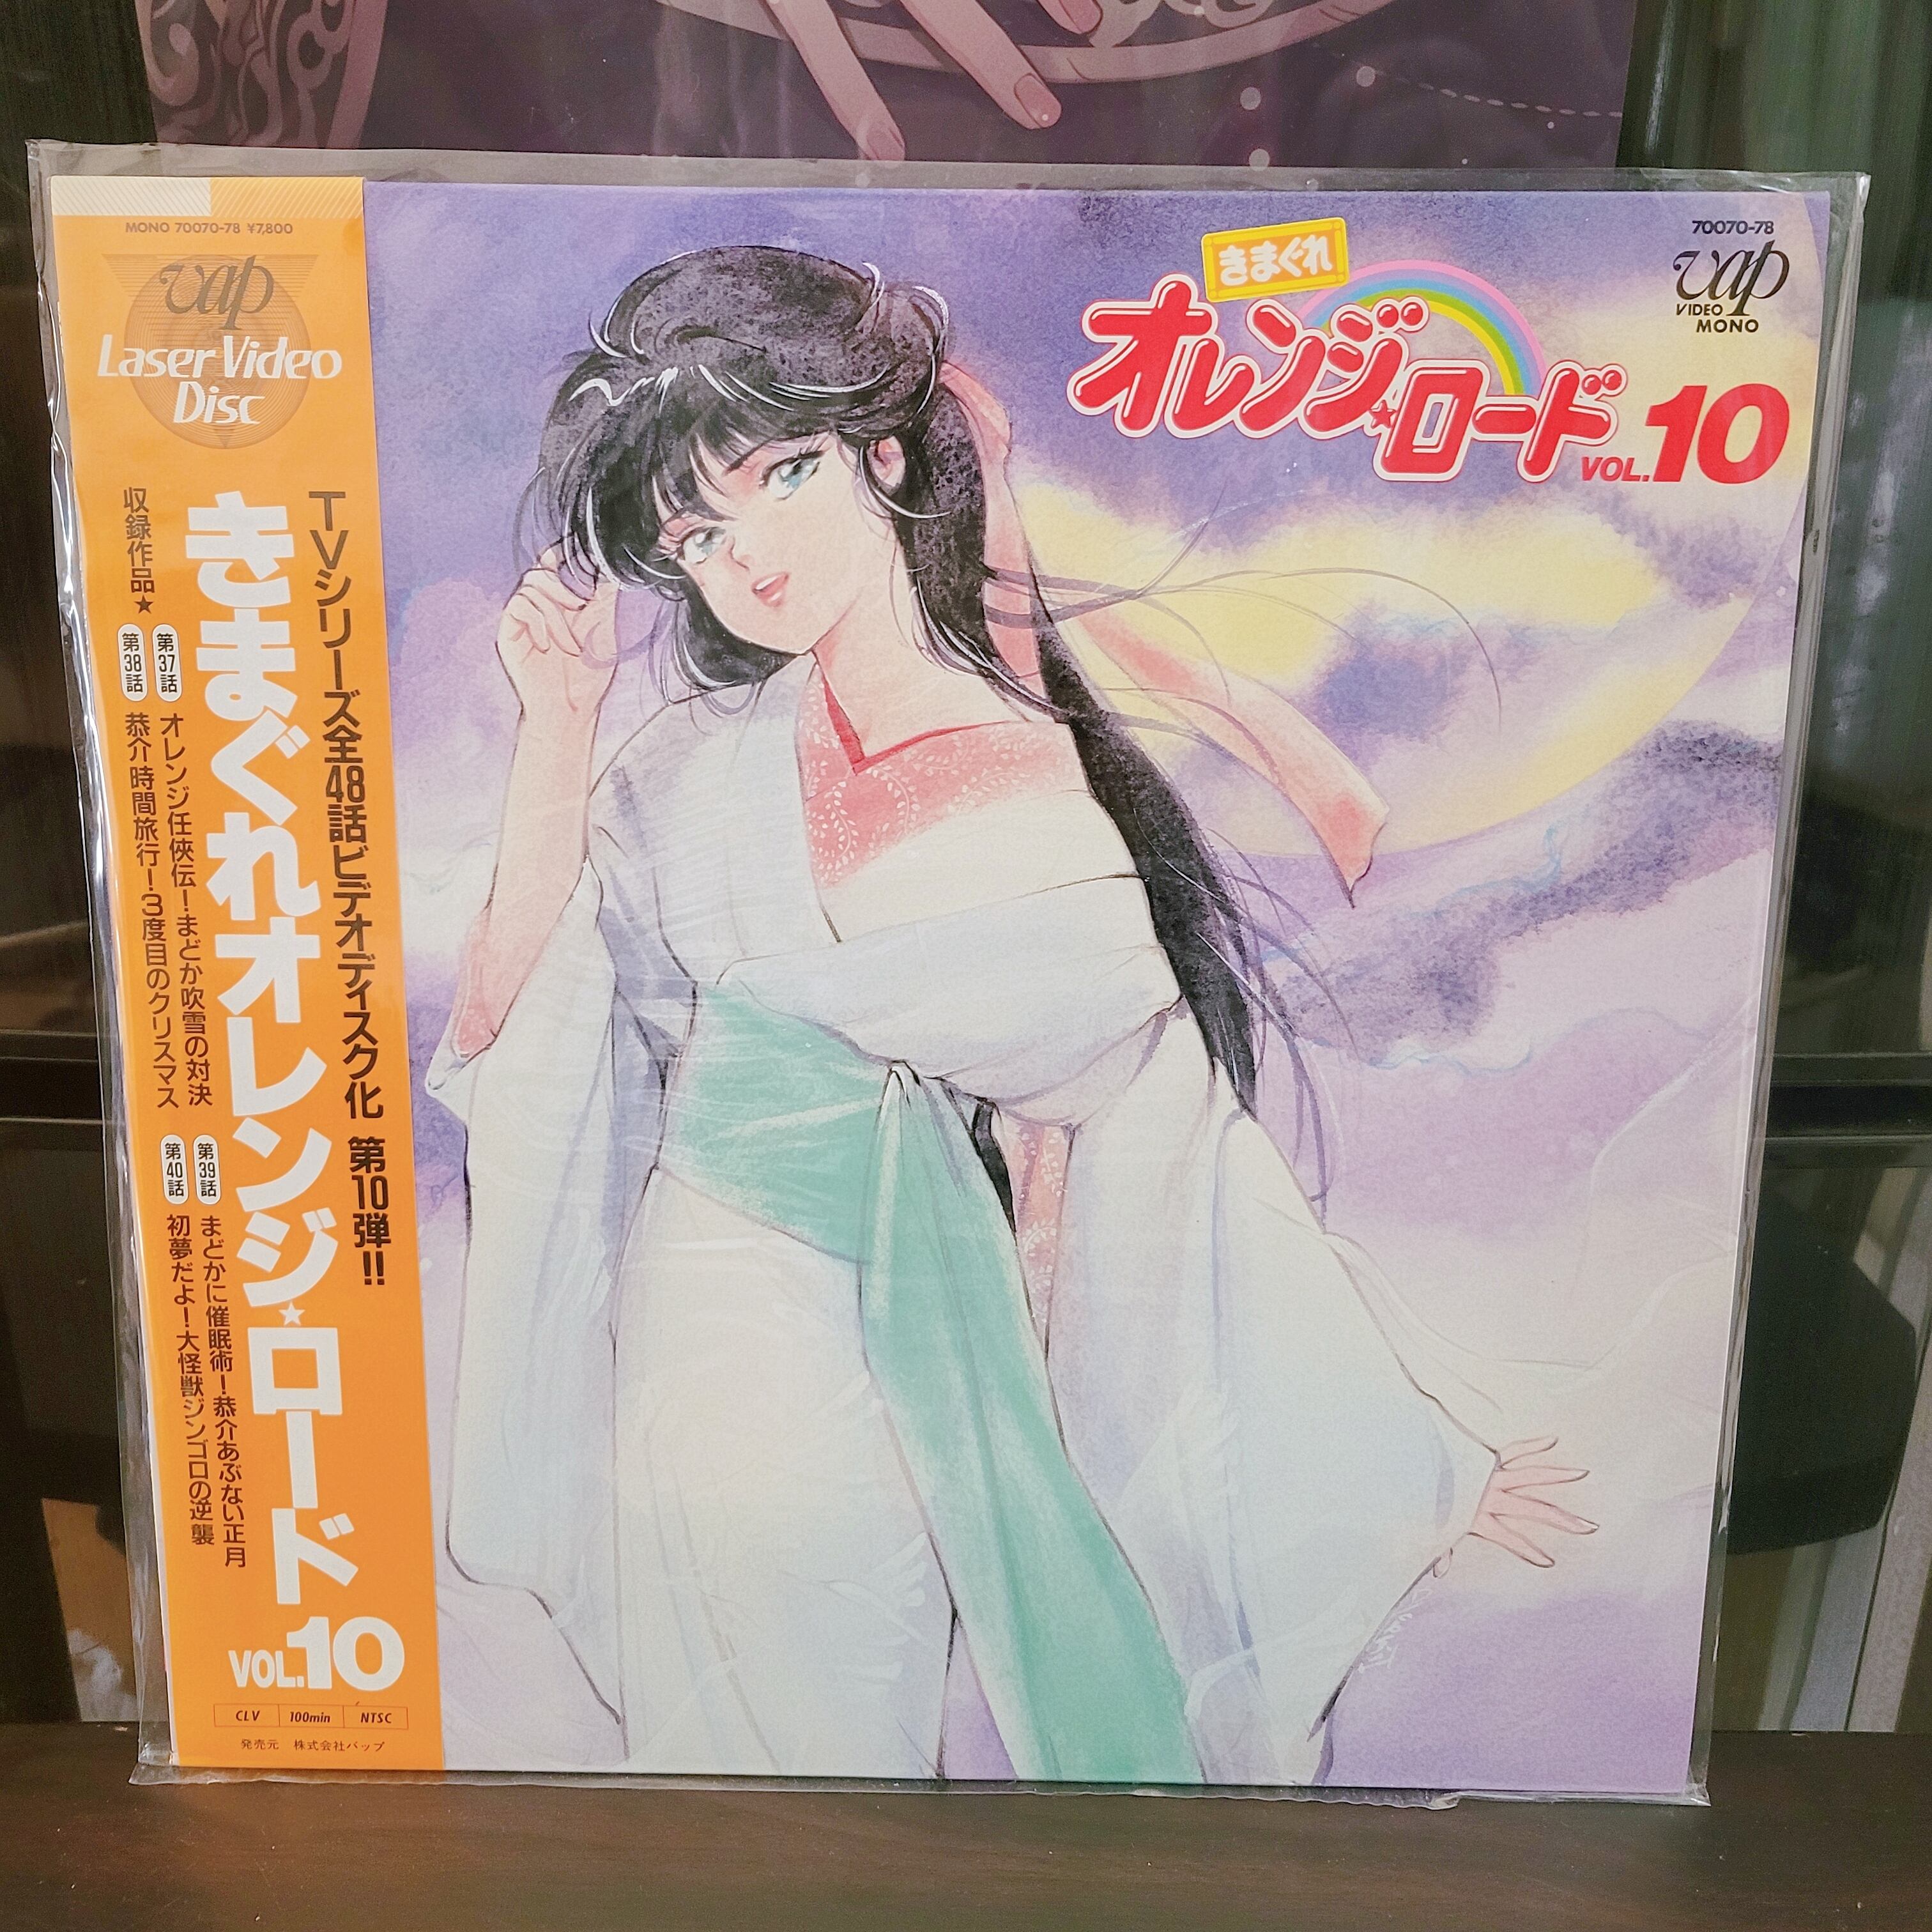 MONO 70070-78 ¥7,800
vap
Laser Video
Disc
TVシリーズ全48話ビデオディスク化 第10弾!!
きまぐれオレンジ★ロード
VOL.10
収録作品★
第37話 オレンジ任侠伝!まどか吹雪の対決
第38話 恭介時間旅行!3度目のクリスマス
第39話 まどかに催眠術!恭介あぶない正月
第40話 初夢だよ!大怪獣ジンゴロの逆襲
CLV 100min NTSC
発売元 株式会社バップ
きまぐれ
オレンジ★ロード
VOL.10
70070-78
vap
VIDEO
MONO